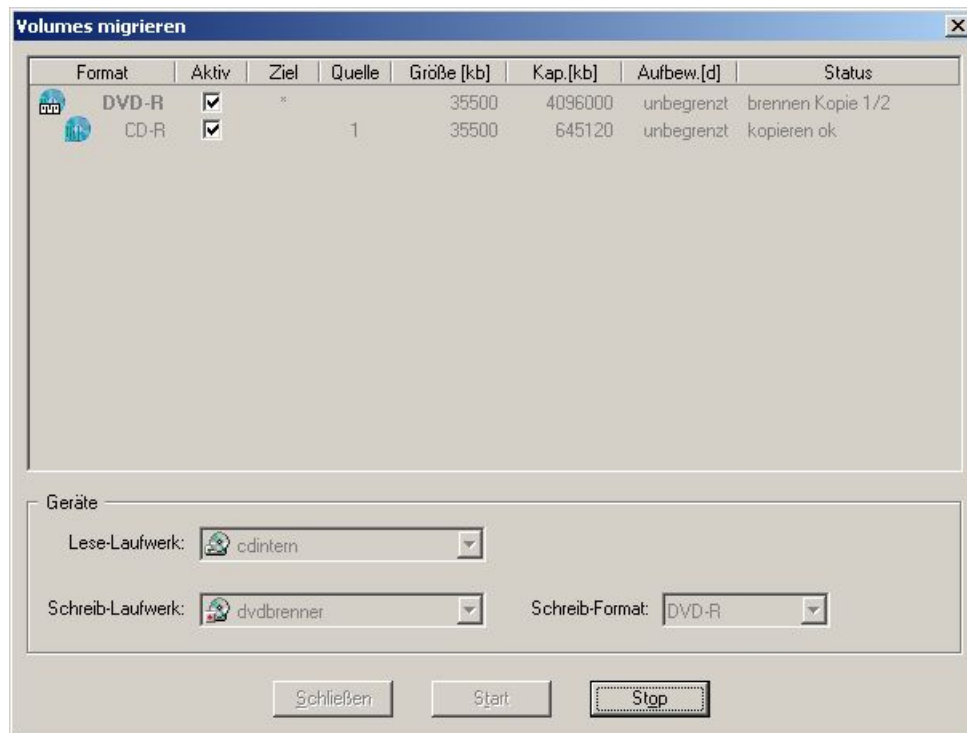 Volumes migrieren
Format Aktiv Ziel Quelle Größe [kb] Kap.[kb] Aufbew.[d] Status
DVD-R * 35500 4096000 unbegrenzt brennen Kopie 1/2
CD-R 1 35500 645120 unbegrenzt kopieren ok
Geräte
Lese-Laufwerk: cdintern
Schreib-Laufwerk: dvdbrenner Schreib-Format: DVD-R
Schließen Start Stop